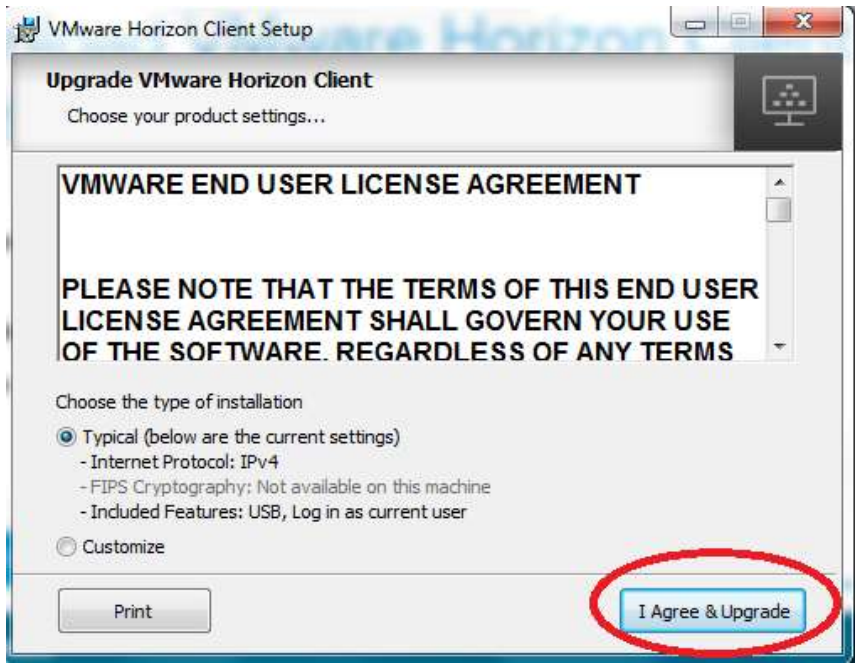 VMware Horizon Client Setup
Upgrade VMware Horizon Client
Choose your product settings...
VMWARE END USER LICENSE AGREEMENT
PLEASE NOTE THAT THE TERMS OF THIS END USER
LICENSE AGREEMENT SHALL GOVERN YOUR USE
OF THE SOFTWARE, REGARDLESS OF ANY TERMS
Choose the type of installation
Typical (below are the current settings)
- Internet Protocol: IPv4
- FIPS Cryptography: Not available on this machine
- Included Features: USB, Log in as current user
Customize
Print
I Agree & Upgrade